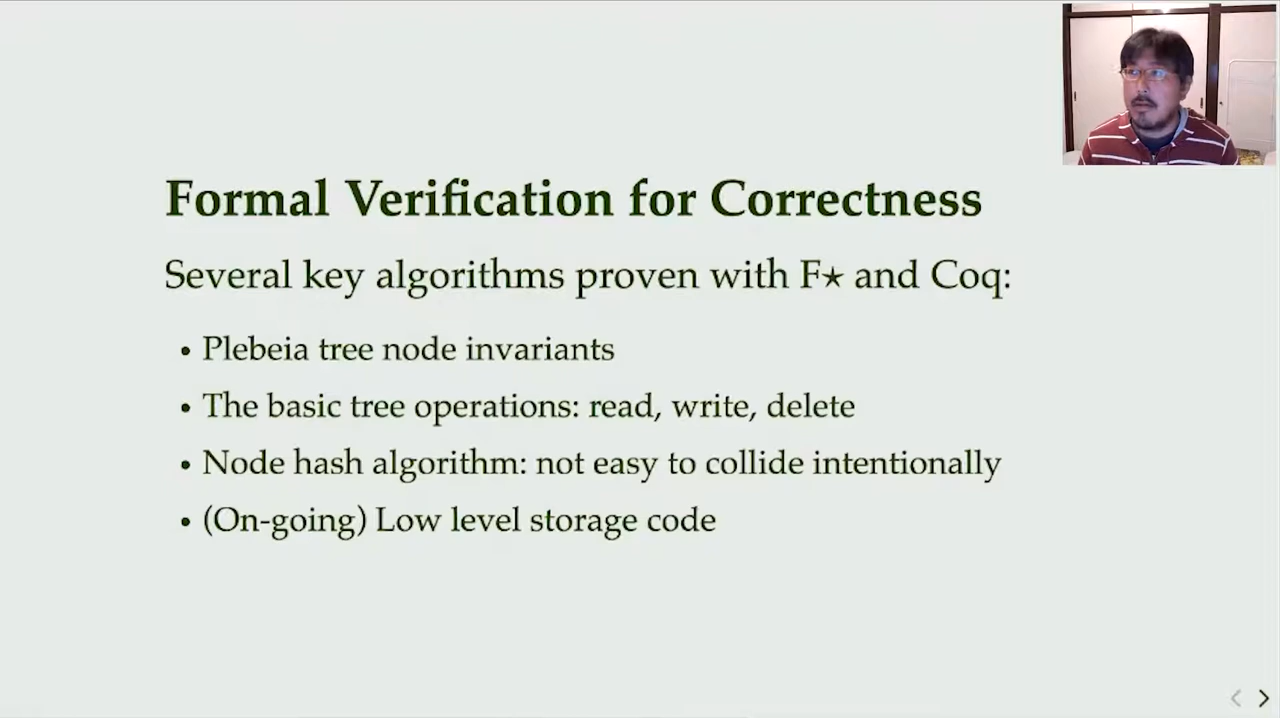 Formal Verification for Correctness
Several key algorithms proven with F★ and Coq:
• Plebeia tree node invariants
• The basic tree operations: read, write, delete
• Node hash algorithm: not easy to collide intentionally
• (On-going) Low level storage code